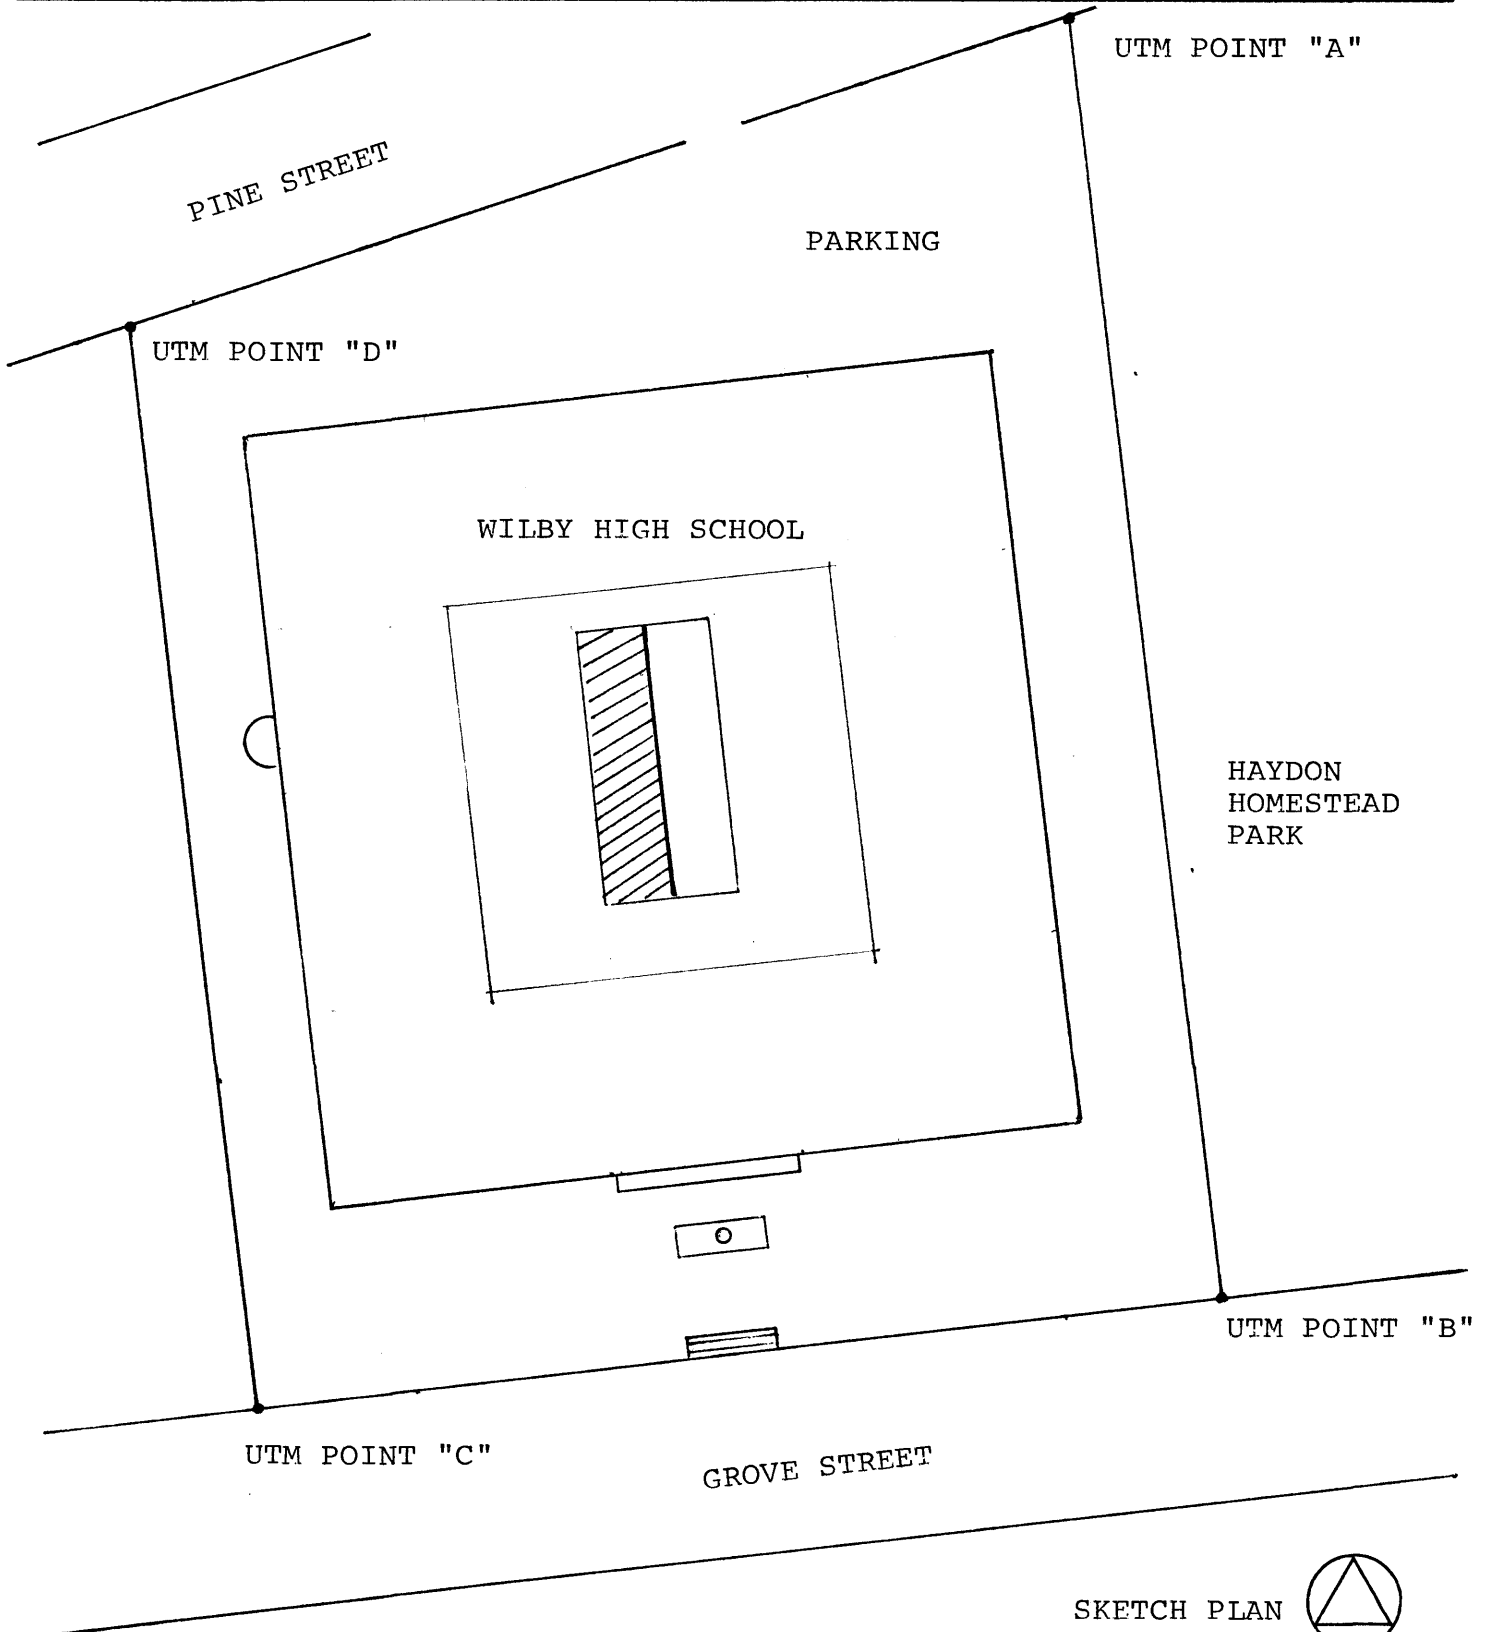 UTM POINT "A"
PINE STREET
PARKING
UTM POINT "D"
WILBY HIGH SCHOOL
HAYDON
HOMESTEAD
PARK
UTM POINT "B"
UTM POINT "C"
GROVE STREET
SKETCH PLAN